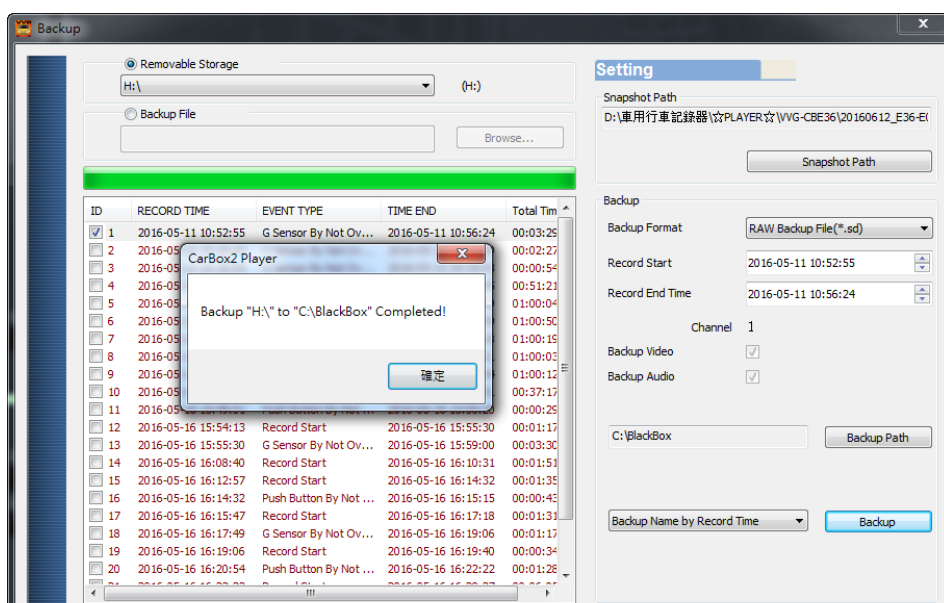 Backup
Removable Storage
H:\
(H:)
Backup File
Browse...
ID RECORD TIME EVENT TYPE TIME END Total Tim
1 2016-05-11 10:52:55 G Sensor By Not Ov... 2016-05-11 10:56:24 00:03:29
2 2016-05 00:02:27
3 2016-05 00:00:54
4 2016-05 00:51:21
5 2016-05 01:00:04
6 2016-05 01:00:50
7 2016-05 01:00:19
8 2016-05 01:00:03
9 2016-05 01:00:12
10 2016-05 00:37:17
11 2016-05 00:00:29
12 2016-05-16 15:54:13 Record Start 2016-05-16 15:55:30 00:01:17
13 2016-05-16 15:55:30 G Sensor By Not Ov... 2016-05-16 15:59:00 00:03:30
14 2016-05-16 16:08:40 Record Start 2016-05-16 16:10:31 00:01:51
15 2016-05-16 16:12:57 Record Start 2016-05-16 16:14:32 00:01:35
16 2016-05-16 16:14:32 Push Button By Not ... 2016-05-16 16:15:15 00:00:43
17 2016-05-16 16:15:47 Record Start 2016-05-16 16:17:18 00:01:31
18 2016-05-16 16:17:49 G Sensor By Not Ov... 2016-05-16 16:19:06 00:01:17
19 2016-05-16 16:19:06 Record Start 2016-05-16 16:19:40 00:00:34
20 2016-05-16 16:20:54 Push Button By Not ... 2016-05-16 16:22:22 00:01:28
CarBox2 Player
Backup "H:\" to "C:\BlackBox" Completed!
確定
Setting
Snapshot Path
D:\車用行車記錄器\☆PLAYER☆\VVG-CBE36\20160612_E36-E
Snapshot Path
Backup
Backup Format RAW Backup File(*.sd)
Record Start 2016-05-11 10:52:55
Record End Time 2016-05-11 10:56:24
Channel 1
Backup Video
Backup Audio
C:\BlackBox Backup Path
Backup Name by Record Time Backup